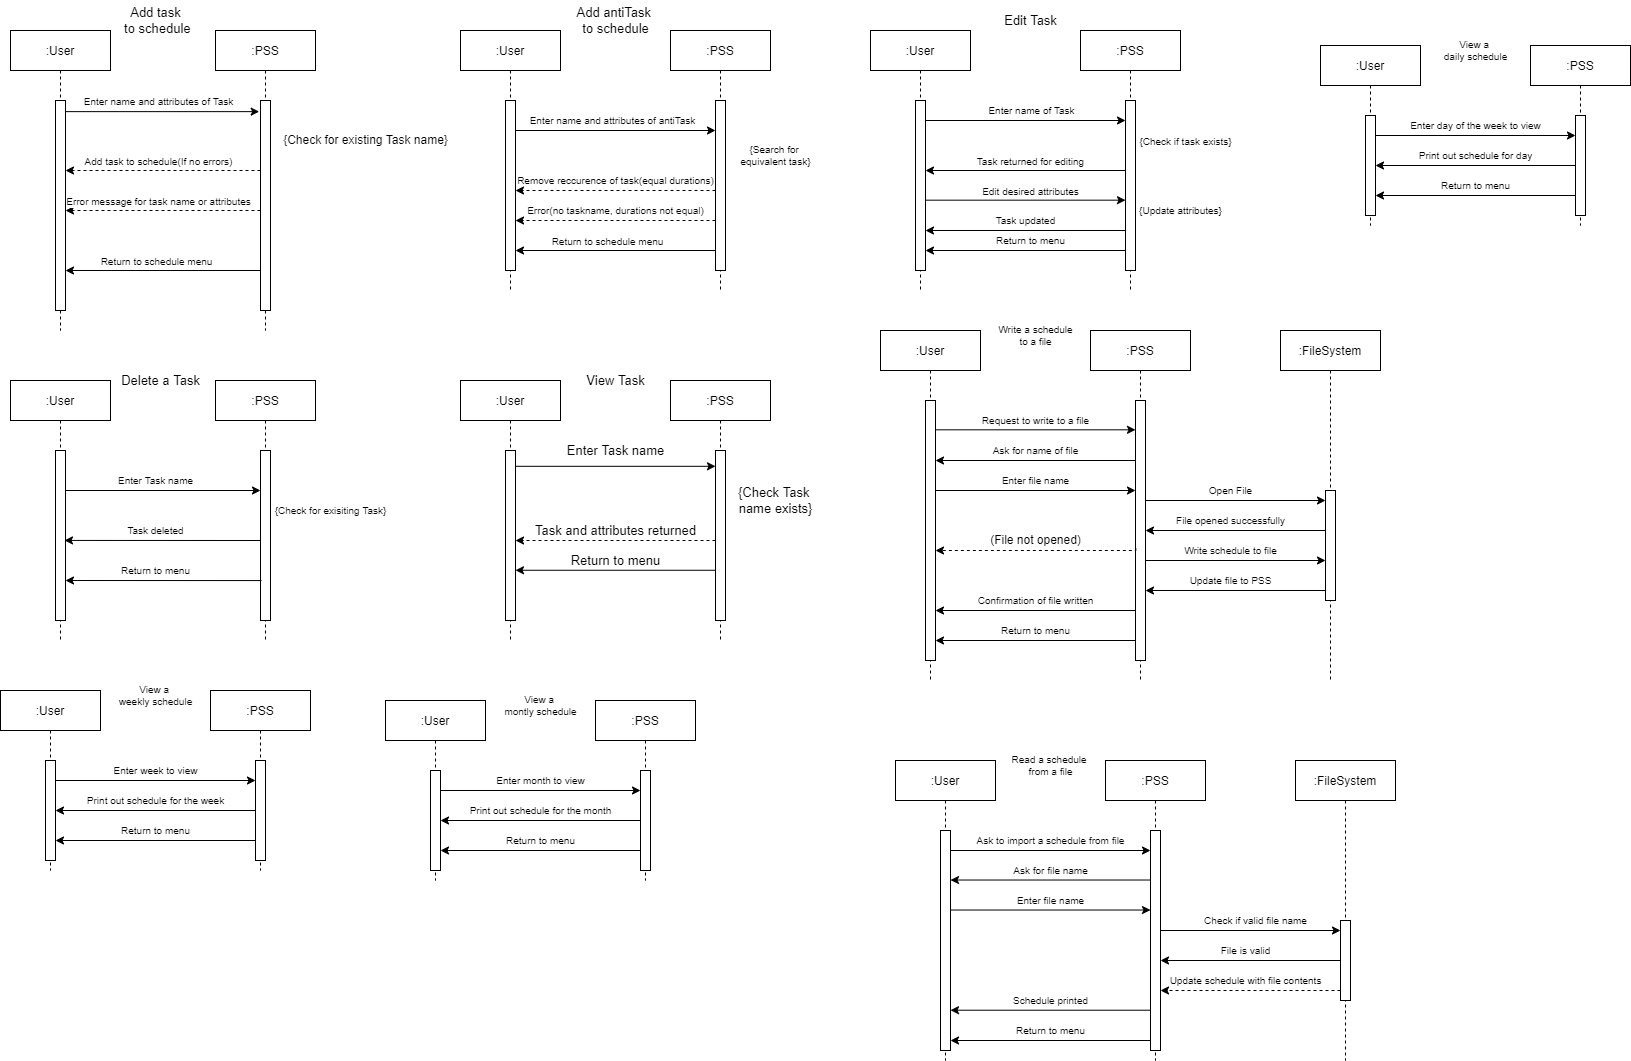 Add task
to schedule
:User
:PSS
Enter name and attributes of Task
{Check for existing Task name}
Add task to schedule(If no errors)
Error message for task name or attributes
Return to schedule menu
Add antiTask
to schedule
:User
:PSS
Enter name and attributes of antiTask
{Search for
equivalent task}
Remove reccurence of task(equal durations)
Error(no taskname, durations not equal)
Return to schedule menu
Edit Task
:User
:PSS
Enter name of Task
{Check if task exists}
Task returned for editing
Edit desired attributes
{Update attributes}
Task updated
Return to menu
View a
daily schedule
:User
:PSS
Enter day of the week to view
Print out schedule for day
Return to menu
Delete a Task
:User
:PSS
Enter Task name
{Check for exisiting Task}
Task deleted
Return to menu
View Task
:User
:PSS
Enter Task name
{Check Task
name exists}
Task and attributes returned
Return to menu
Write a schedule
to a file
:User
:PSS
:FileSystem
Request to write to a file
Ask for name of file
Enter file name
Open File
File opened successfully
(File not opened)
Write schedule to file
Update file to PSS
Confirmation of file written
Return to menu
View a
weekly schedule
:User
:PSS
Enter week to view
Print out schedule for the week
Return to menu
View a
montly schedule
:User
:PSS
Enter month to view
Print out schedule for the month
Return to menu
Read a schedule
from a file
:User
:PSS
:FileSystem
Ask to import a schedule from file
Ask for file name
Enter file name
Check if valid file name
File is valid
Update schedule with file contents
Schedule printed
Return to menu